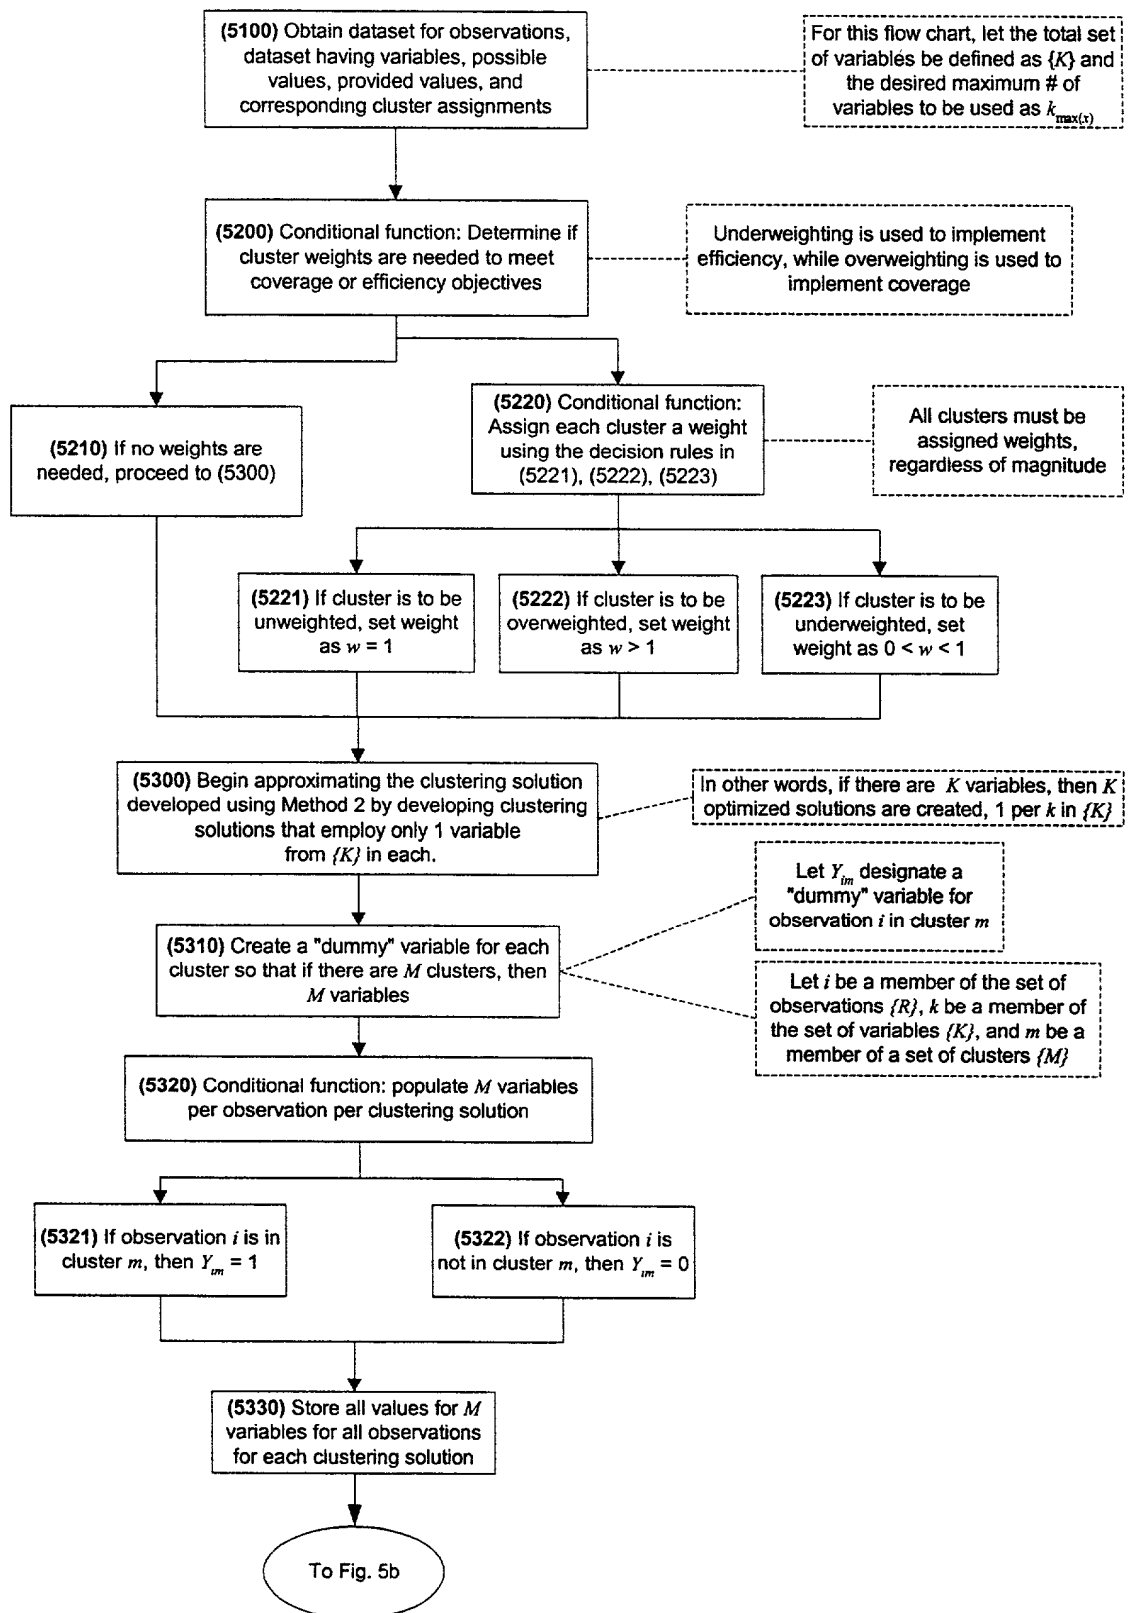 (5100) Obtain dataset for observations,
dataset having variables, possible
values, provided values, and
corresponding cluster assignments
For this flow chart, let the total set
of variables be defined as {K} and
the desired maximum # of
variables to be used as k_max(x)
(5200) Conditional function: Determine if
cluster weights are needed to meet
coverage or efficiency objectives
Underweighting is used to implement
efficiency, while overweighting is used to
implement coverage
(5210) If no weights are
needed, proceed to (5300)
(5220) Conditional function:
Assign each cluster a weight
using the decision rules in
(5221), (5222), (5223)
All clusters must be
assigned weights,
regardless of magnitude
(5221) If cluster is to be
unweighted, set weight
as w = 1
(5222) If cluster is to be
overweighted, set weight
as w > 1
(5223) If cluster is to be
underweighted, set
weight as 0 < w < 1
(5300) Begin approximating the clustering solution
developed using Method 2 by developing clustering
solutions that employ only 1 variable
from {K} in each.
In other words, if there are K variables, then K
optimized solutions are created, 1 per k in {K}
Let Y_im designate a
"dummy" variable for
observation i in cluster m
(5310) Create a "dummy" variable for each
cluster so that if there are M clusters, then
M variables
Let i be a member of the set of
observations {R}, k be a member of
the set of variables {K}, and m be a
member of a set of clusters {M}
(5320) Conditional function: populate M variables
per observation per clustering solution
(5321) If observation i is in
cluster m, then Y_im = 1
(5322) If observation i is
not in cluster m, then Y_im = 0
(5330) Store all values for M
variables for all observations
for each clustering solution
To Fig. 5b